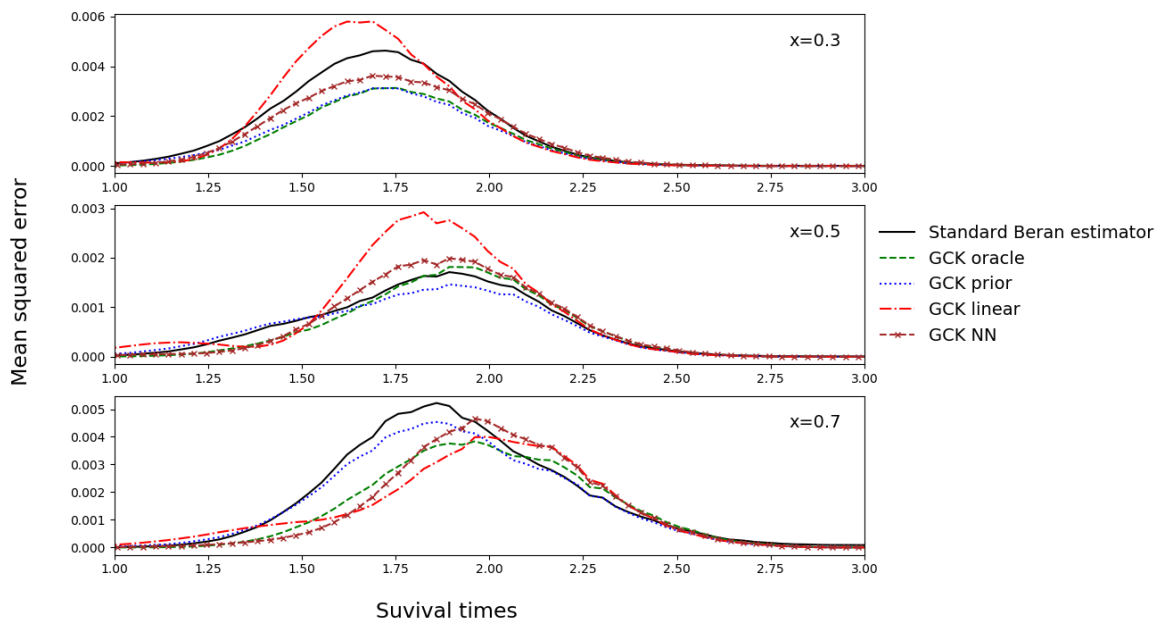 0.006
0.004
0.002
0.000
x=0.3
1.00 1.25 1.50 1.75 2.00 2.25 2.50 2.75 3.00
Mean squared error
0.003
0.002
0.001
0.000
x=0.5
1.00 1.25 1.50 1.75 2.00 2.25 2.50 2.75 3.00
Standard Beran estimator
GCK oracle
GCK prior
GCK linear
GCK NN
0.005
0.004
0.003
0.002
0.001
0.000
x=0.7
1.00 1.25 1.50 1.75 2.00 2.25 2.50 2.75 3.00
Suvival times